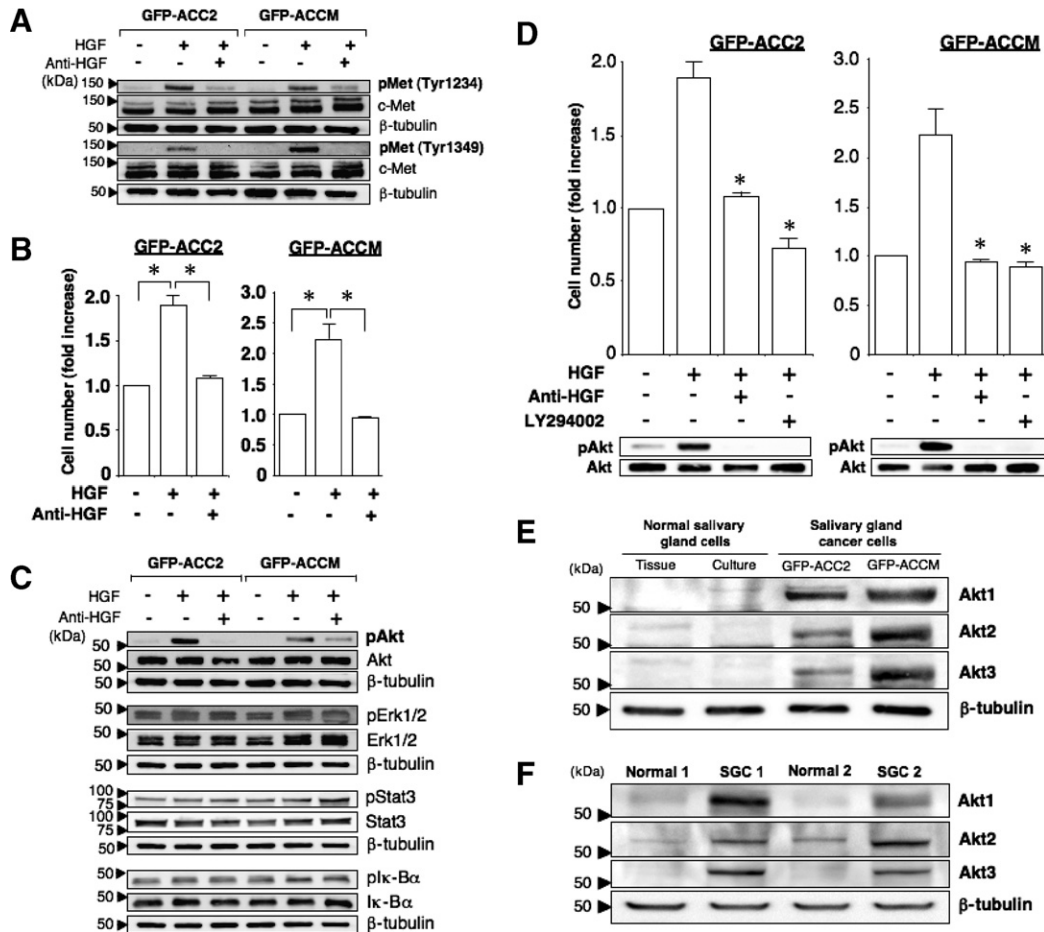 A
GFP-ACC2 GFP-ACCM
HGF - + + - + +
Anti-HGF - - + - - +
(kDa)
150 pMet (Tyr1234)
150 c-Met
50 β-tubulin
150 pMet (Tyr1349)
150 c-Met
50 β-tubulin
B
GFP-ACC2 GFP-ACCM
Cell number (fold increase)
2.0
1.5
1.0
0.5
0
* *
3.0
2.5
2.0
1.5
1.0
0.5
0
* *
HGF - + + - + +
Anti-HGF - - + - - +
C
GFP-ACC2 GFP-ACCM
HGF - + + - + +
Anti-HGF - - + - - +
(kDa)
50 pAkt
50 Akt
50 β-tubulin
50 pErk1/2
Erk1/2
50 β-tubulin
100
75 pStat3
100
75 Stat3
50 β-tubulin
50 pIκ-Bα
50 Iκ-Bα
50 β-tubulin
D
GFP-ACC2 GFP-ACCM
Cell number (fold increase)
2.0
1.5
1.0
0.5
0
* *
3.0
2.5
2.0
1.5
1.0
0.5
0
* *
HGF - + + + - + + +
Anti-HGF - - + - - - + -
LY294002 - - - + - - - +
pAkt pAkt
Akt Akt
E
Normal salivary gland cells
Salivary gland cancer cells
(kDa) Tissue Culture GFP-ACC2 GFP-ACCM
50 Akt1
50 Akt2
50 Akt3
50 β-tubulin
F
(kDa) Normal 1 SGC 1 Normal 2 SGC 2
50 Akt1
50 Akt2
50 Akt3
50 β-tubulin